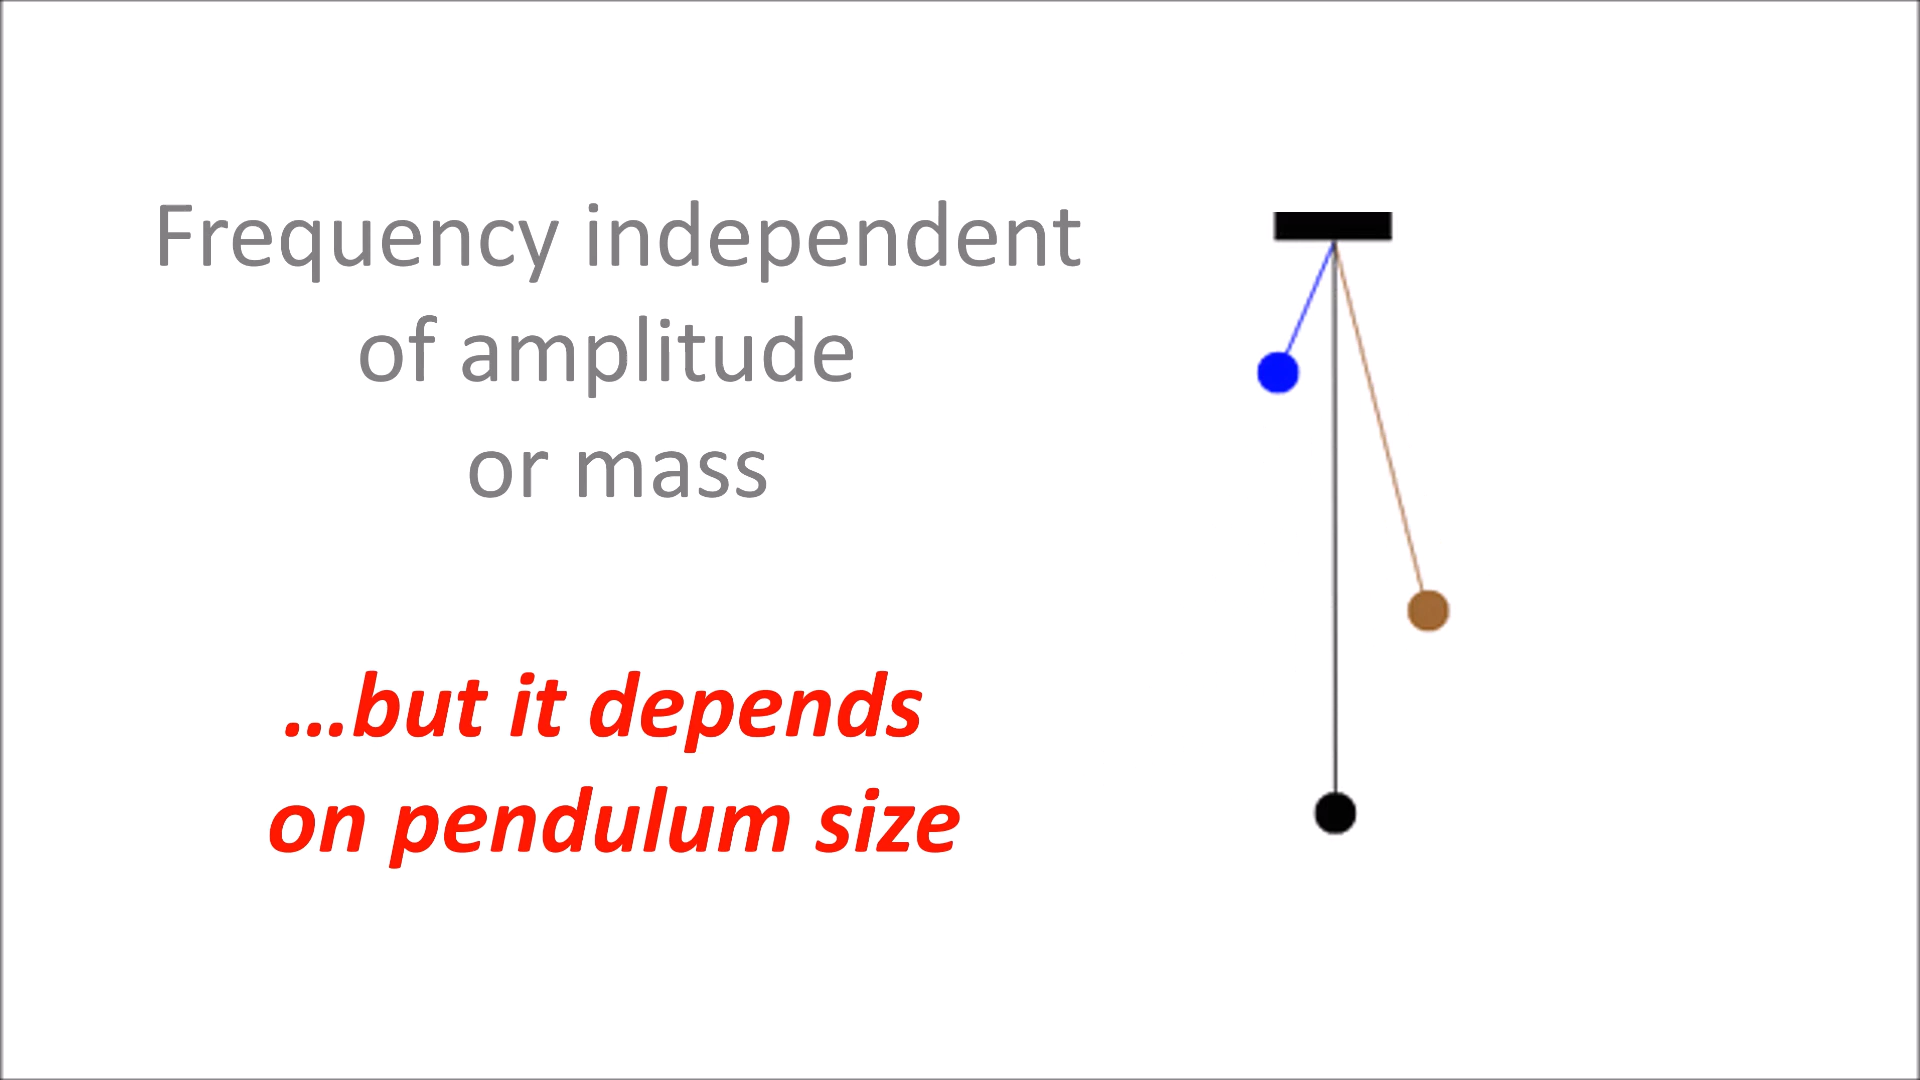 Frequency independent
of amplitude
or mass
...but it depends
on pendulum size